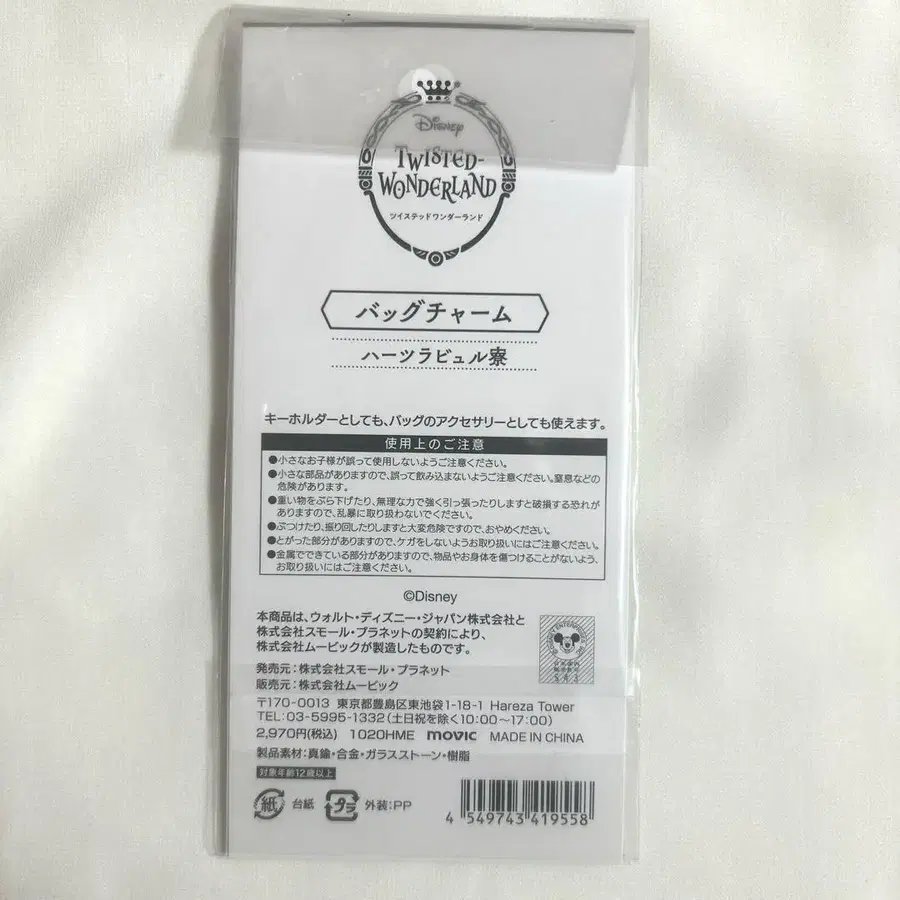 Disney
TWISTED-
WONDERLAND
ツイステッドワンダーランド
バッグチャーム
ハーツラビュル寮
キーホルダーとしても、バッグのアクセサリーとしても使えます。
使用上のご注意
●小さなお子様が誤って使用しないようご注意ください。
●小さな部品がありますので、誤って飲み込まないようご注意ください。窒息などの
危険があります。
●重い物をぶら下げたり、無理な力で強く引っ張ったりしますと破損する恐れが
ありますので、乱暴に取り扱わないでください。
●ぶつけたり、振り回したりしますと大変危険ですので、おやめください。
●とがった部分がありますので、ケガをしないようお取り扱いにはご注意ください。
●金属でできている部分がありますので、物品やお身体を傷つけることがないよう、
お取り扱いにはご注意ください。
©Disney
本商品は、ウォルト・ディズニー・ジャパン株式会社と
株式会社スモール・プラネットの契約により、
株式会社ムービックが製造したものです。
発売元：株式会社スモール・プラネット
販売元：株式会社ムービック
〒170-0013 東京都豊島区東池袋1-18-1 Hareza Tower
TEL：03-5995-1332（土日祝を除く10：00～17：00）
2,970円(税込) 1020HME movic MADE IN CHINA
製品素材：真鍮・合金・ガラスストーン・樹脂
対象年齢12歳以上
紙 台紙 プラ 外装：PP
4 549743 419558